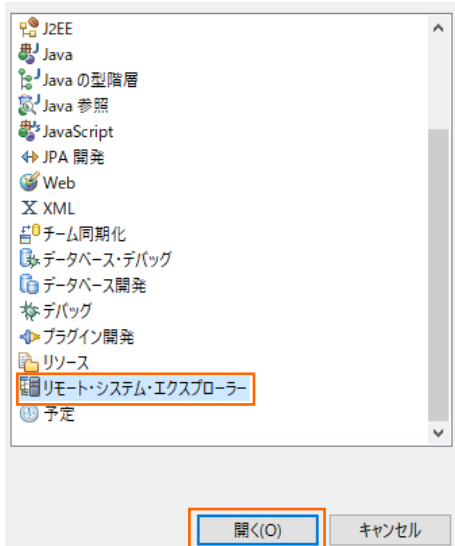 J2EE
Java
Java の型階層
Java 参照
JavaScript
JPA 開発
Web
XML
チーム同期化
データベース・デバッグ
データベース開発
デバッグ
プラグイン開発
リソース
リモート・システム・エクスプローラー
予定
開く(O)
キャンセル